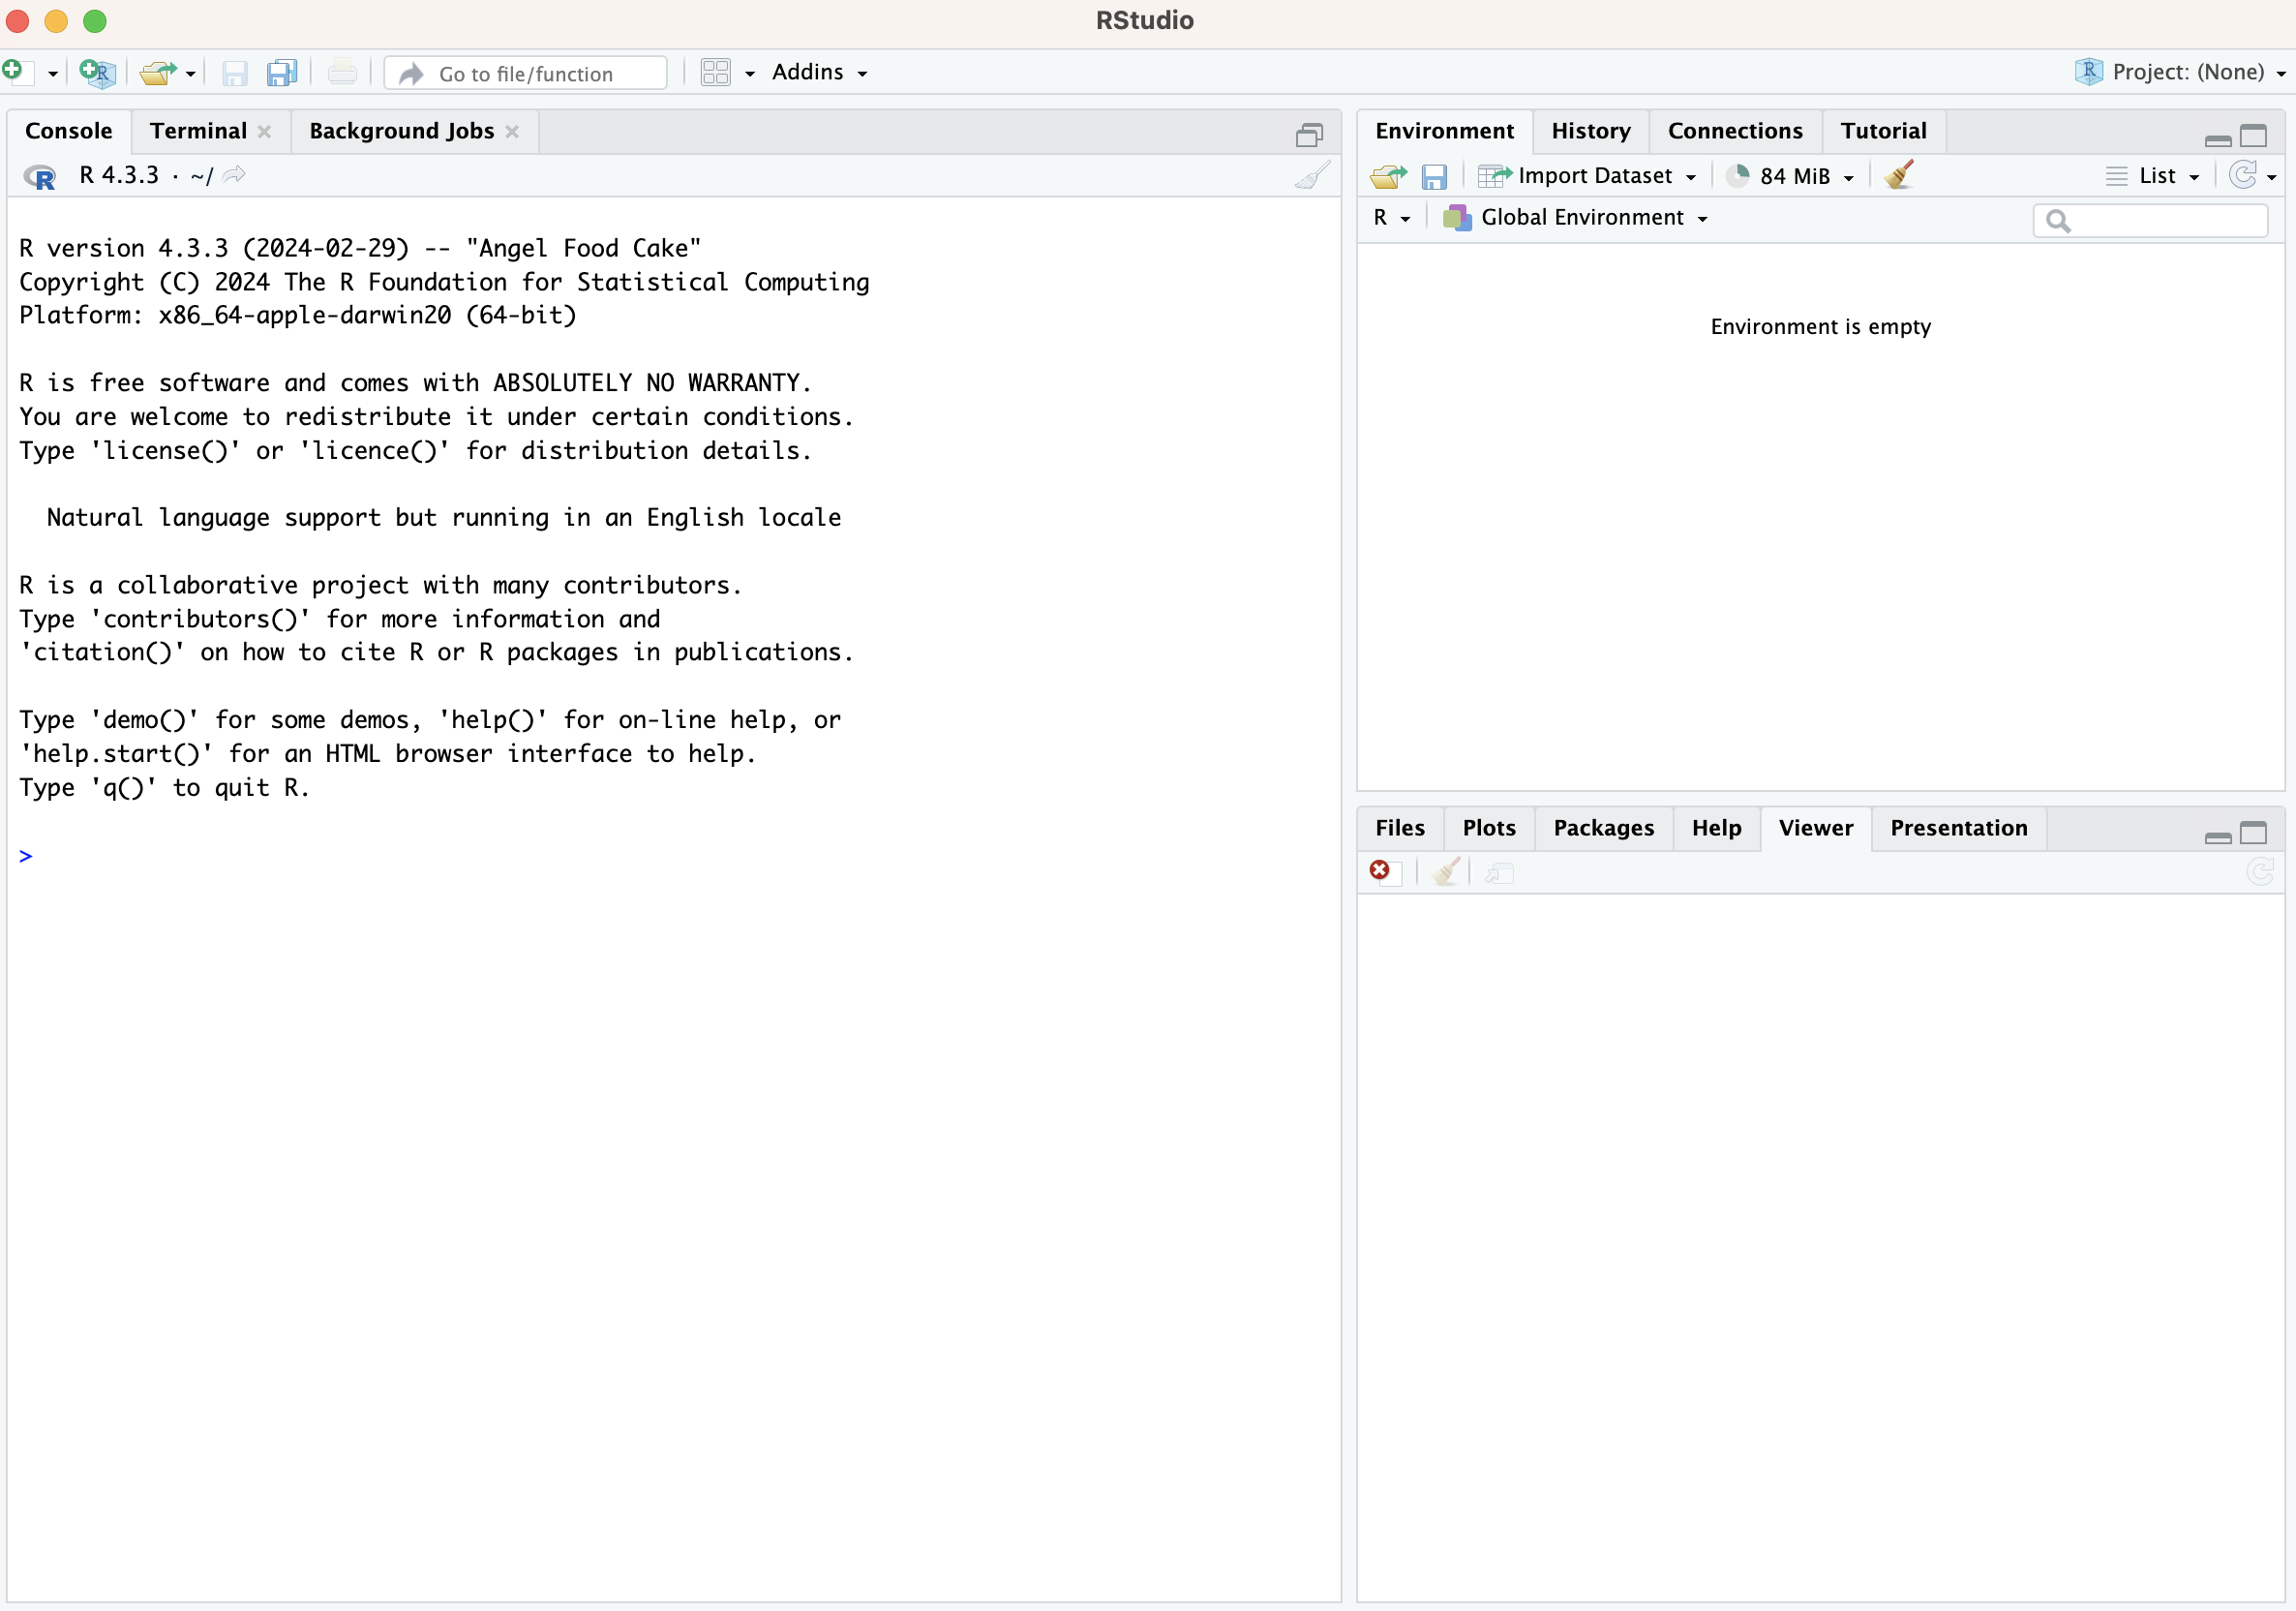 RStudio
Go to file/function
Addins
Project: (None)
Console
Terminal
Background Jobs
R 4.3.3 · ~/
R version 4.3.3 (2024-02-29) -- "Angel Food Cake"
Copyright (C) 2024 The R Foundation for Statistical Computing
Platform: x86_64-apple-darwin20 (64-bit)
R is free software and comes with ABSOLUTELY NO WARRANTY.
You are welcome to redistribute it under certain conditions.
Type 'license()' or 'licence()' for distribution details.
Natural language support but running in an English locale
R is a collaborative project with many contributors.
Type 'contributors()' for more information and
'citation()' on how to cite R or R packages in publications.
Type 'demo()' for some demos, 'help()' for on-line help, or
'help.start()' for an HTML browser interface to help.
Type 'q()' to quit R.
>
Environment
History
Connections
Tutorial
Import Dataset
84 MiB
List
R
Global Environment
Environment is empty
Files
Plots
Packages
Help
Viewer
Presentation